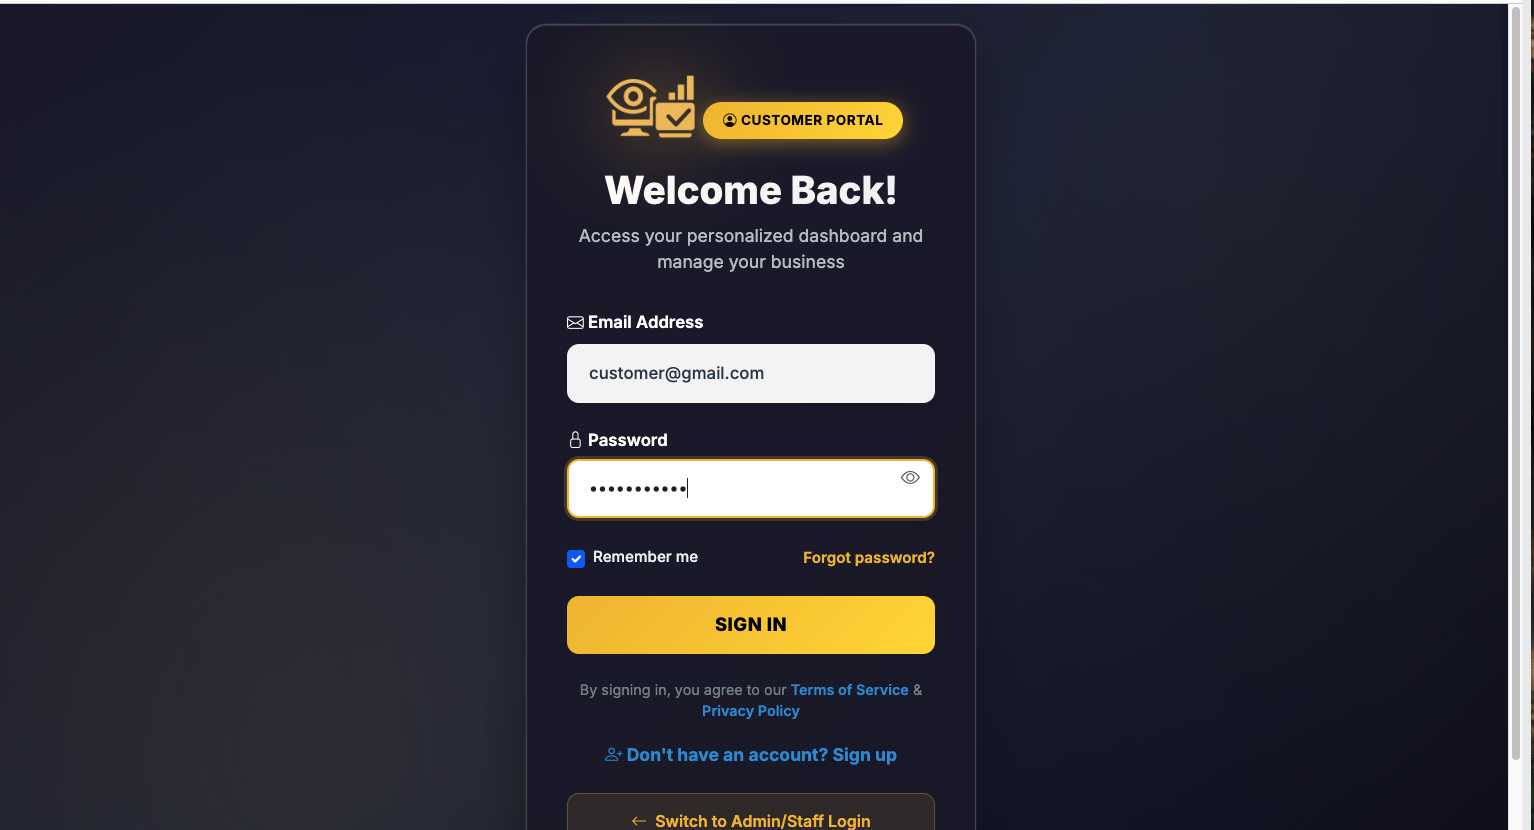 CUSTOMER PORTAL
Welcome Back!
Access your personalized dashboard and
manage your business
Email Address
customer@gmail.com
Password
•••••••••••
Remember me
Forgot password?
SIGN IN
By signing in, you agree to our Terms of Service &
Privacy Policy
Don't have an account? Sign up
← Switch to Admin/Staff Login